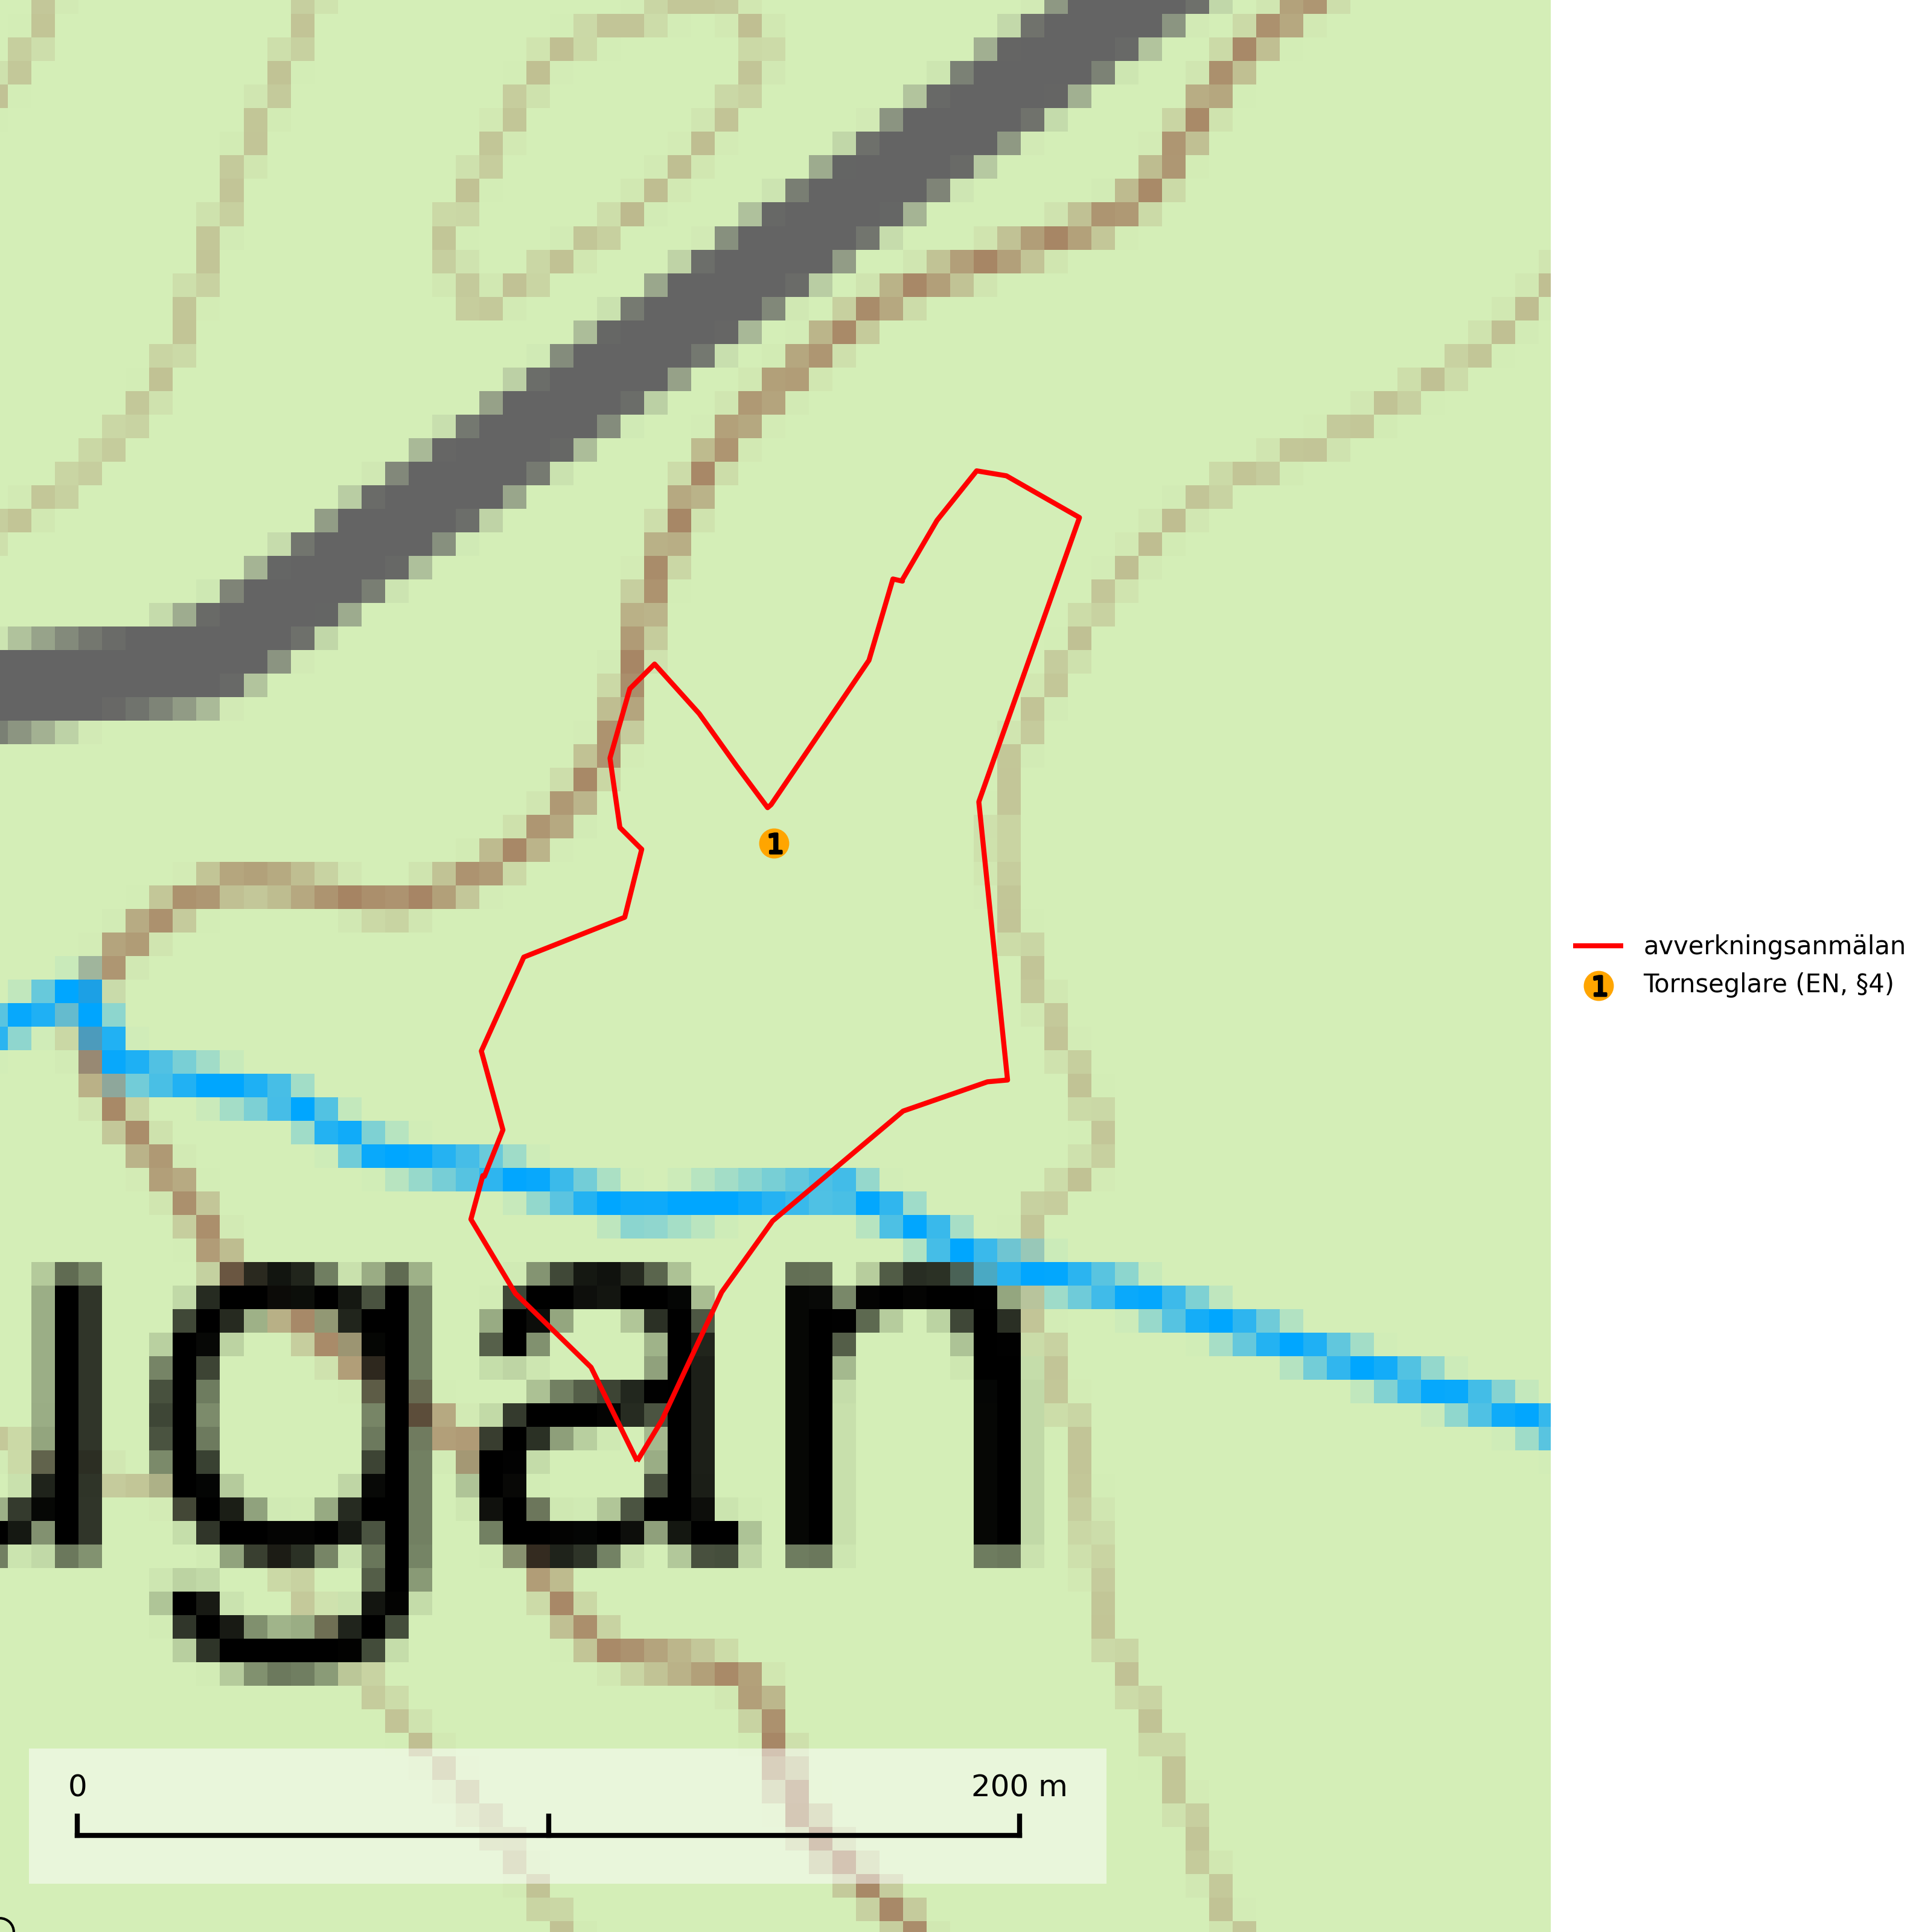 1
avverkningsanmälan
1 Tornseglare (EN, §4)
ugan
0 200 m